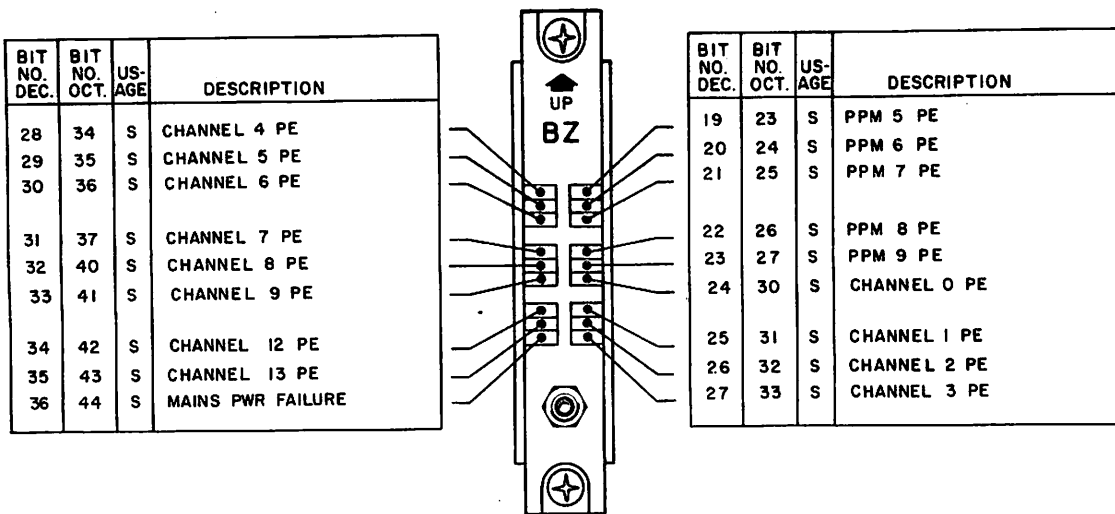 BIT NO. DEC. BIT NO. OCT. US-AGE DESCRIPTION
28 34 S CHANNEL 4 PE
29 35 S CHANNEL 5 PE
30 36 S CHANNEL 6 PE
31 37 S CHANNEL 7 PE
32 40 S CHANNEL 8 PE
33 41 S CHANNEL 9 PE
34 42 S CHANNEL 12 PE
35 43 S CHANNEL 13 PE
36 44 S MAINS PWR FAILURE
UP
BZ
BIT NO. DEC. BIT NO. OCT. US-AGE DESCRIPTION
19 23 S PPM 5 PE
20 24 S PPM 6 PE
21 25 S PPM 7 PE
22 26 S PPM 8 PE
23 27 S PPM 9 PE
24 30 S CHANNEL 0 PE
25 31 S CHANNEL 1 PE
26 32 S CHANNEL 2 PE
27 33 S CHANNEL 3 PE